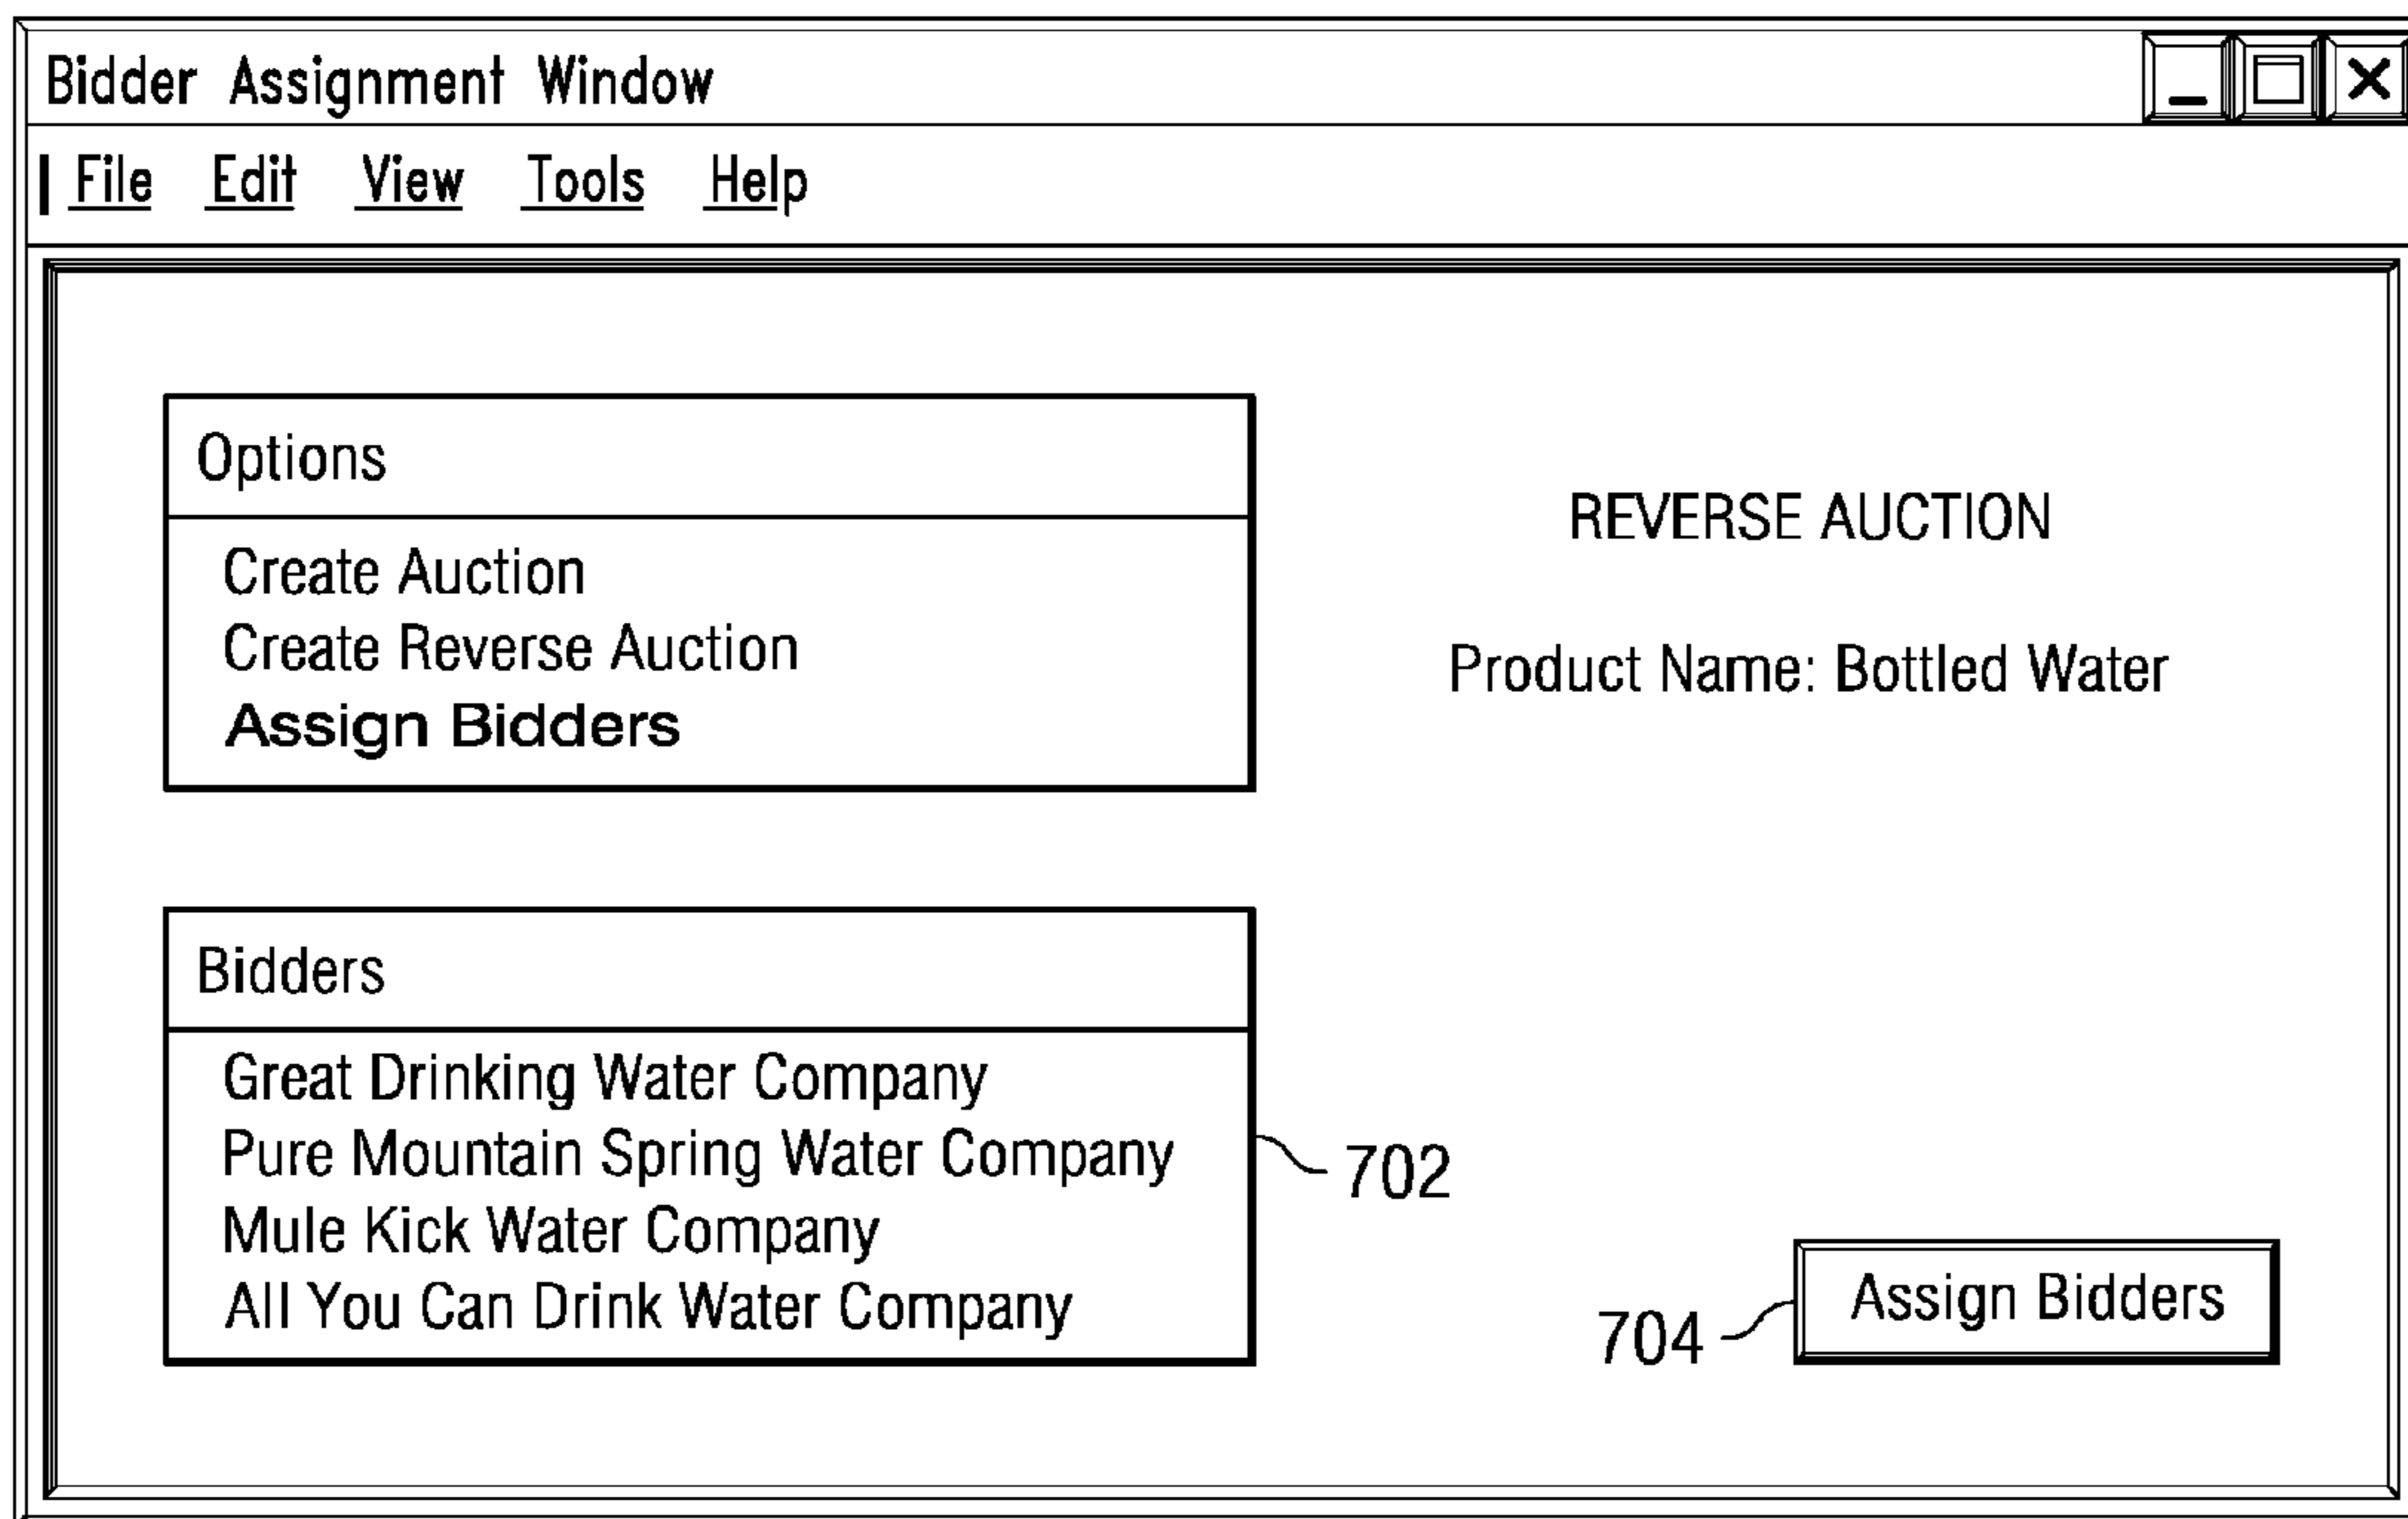 Bidder Assignment Window
File Edit View Tools Help
Options
Create Auction
Create Reverse Auction
Assign Bidders
REVERSE AUCTION
Product Name: Bottled Water
Bidders
Great Drinking Water Company
Pure Mountain Spring Water Company
Mule Kick Water Company
All You Can Drink Water Company
702
704
Assign Bidders